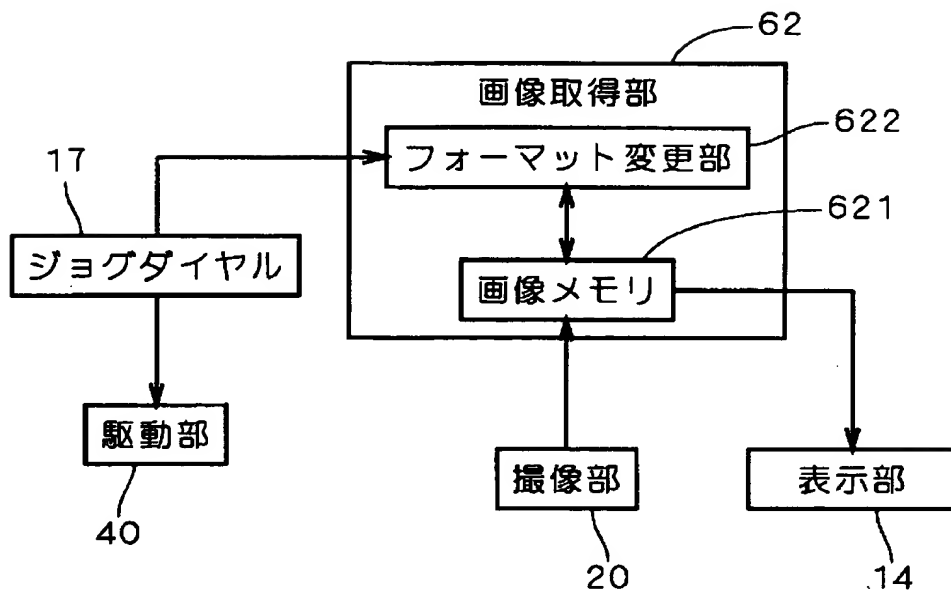 62
画像取得部
622
フォーマット変更部
17
621
ジョグダイヤル
画像メモリ
駆動部
撮像部
表示部
40
20
14